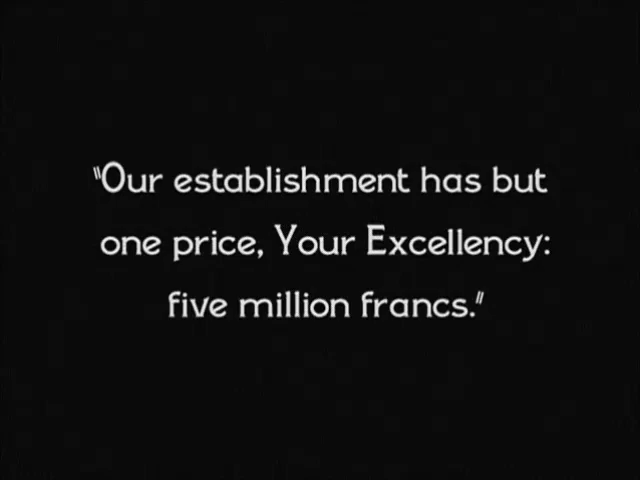 "Our establishment has but
one price, Your Excellency:
five million francs."